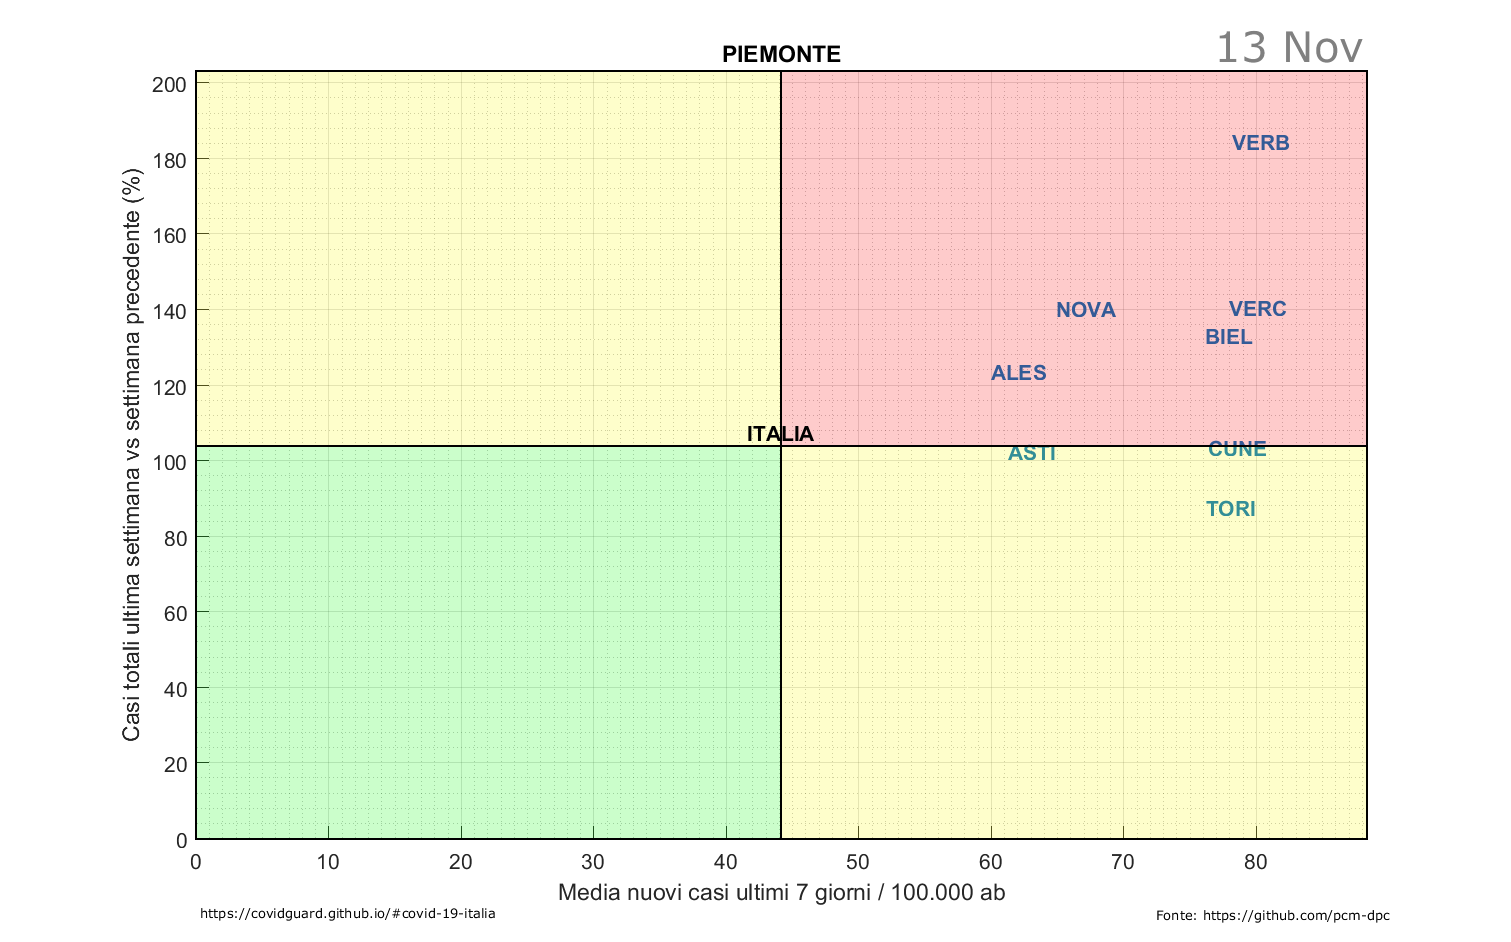 PIEMONTE
13 Nov
Casi totali ultima settimana vs settimana precedente (%)
200
180
160
140
120
100
80
60
40
20
0
VERB
NOVA
VERC
BIEL
ALES
ITALIA
ASTI
CUNE
TORI
0 10 20 30 40 50 60 70 80
Media nuovi casi ultimi 7 giorni / 100.000 ab
https://covidguard.github.io/#covid-19-italia
Fonte: https://github.com/pcm-dpc